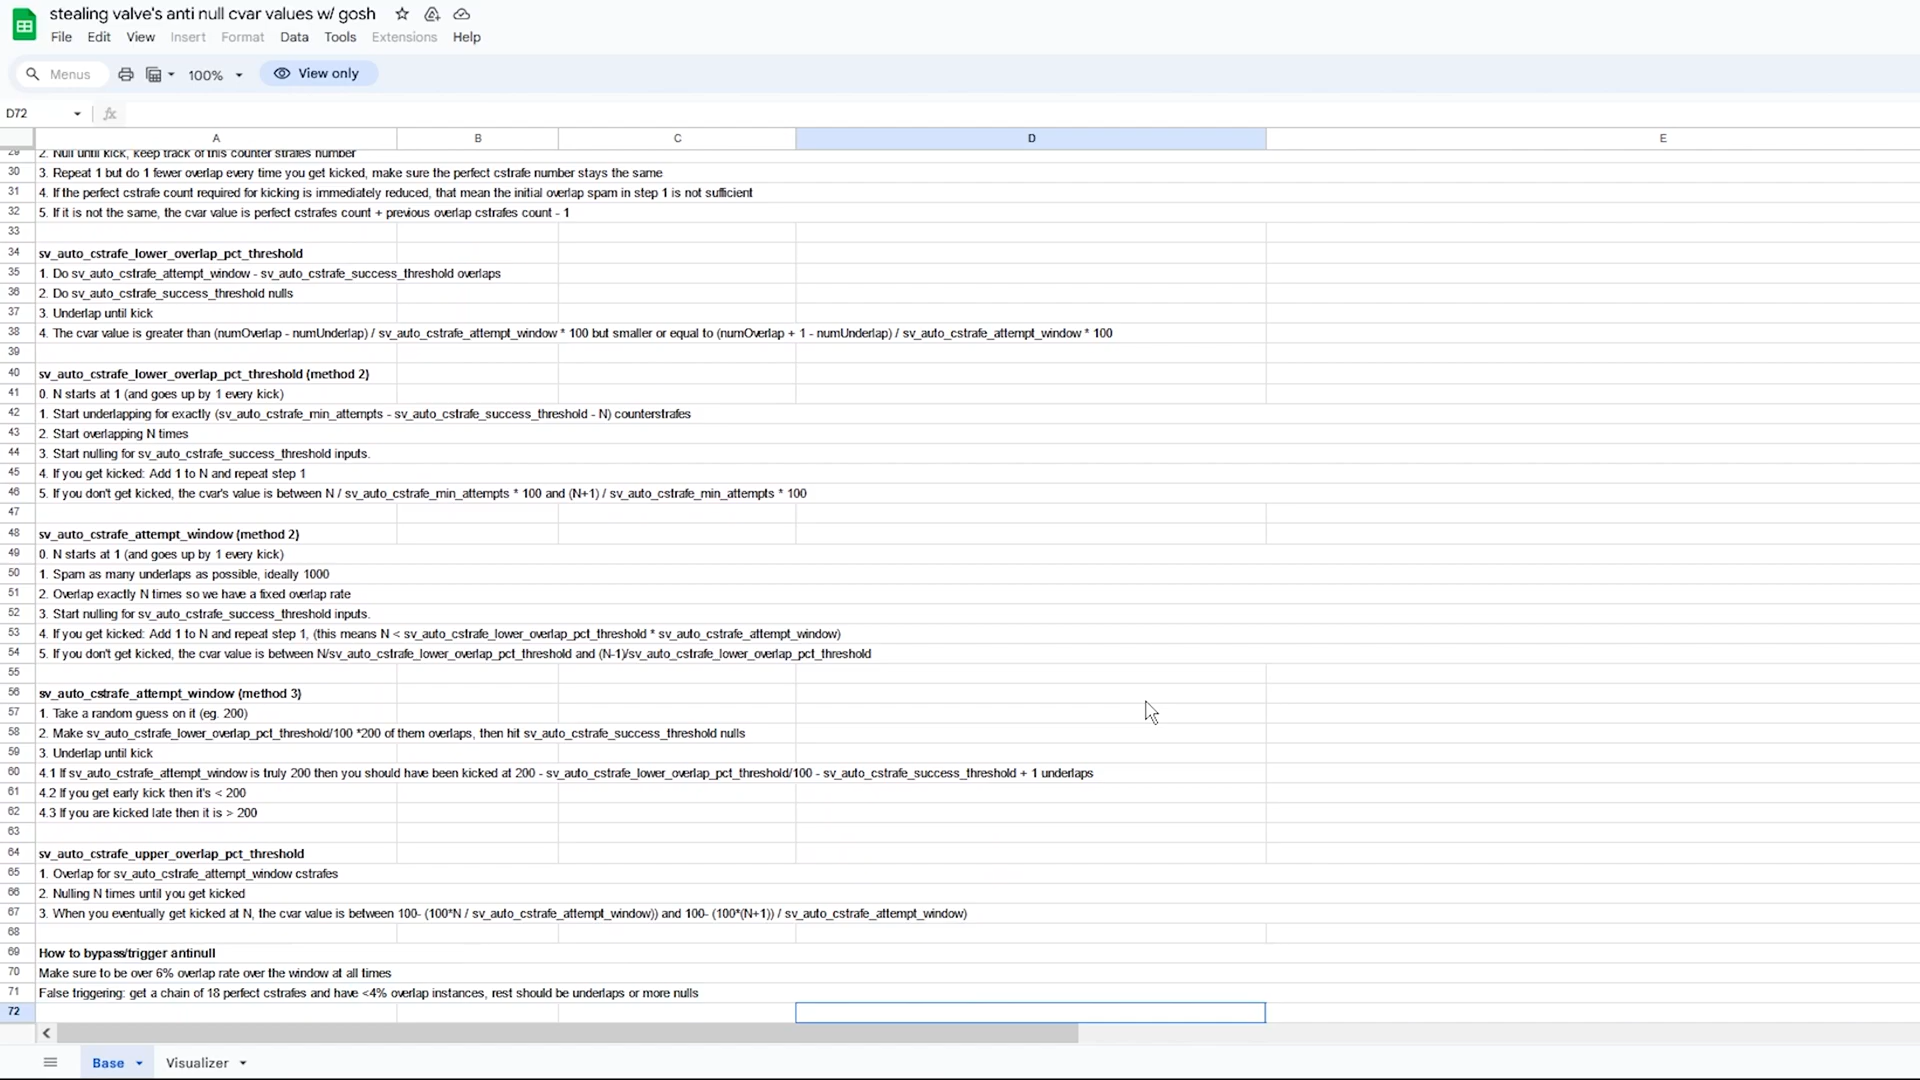 stealing valve's anti null cvar values w/ gosh
File Edit View Insert Format Data Tools Extensions Help
Menus 100% View only
D72 fx
A B C D E
29 2. Null until kick, keep track of this counter strafes number
30 3. Repeat 1 but do 1 fewer overlap every time you get kicked, make sure the perfect cstrafe number stays the same
31 4. If the perfect cstrafe count required for kicking is immediately reduced, that mean the initial overlap spam in step 1 is not sufficient
32 5. If it is not the same, the cvar value is perfect cstrafes count + previous overlap cstrafes count - 1
33
34 sv_auto_cstrafe_lower_overlap_pct_threshold
35 1. Do sv_auto_cstrafe_attempt_window - sv_auto_cstrafe_success_threshold overlaps
36 2. Do sv_auto_cstrafe_success_threshold nulls
37 3. Underlap until kick
38 4. The cvar value is greater than (numOverlap - numUnderlap) / sv_auto_cstrafe_attempt_window * 100 but smaller or equal to (numOverlap + 1 - numUnderlap) / sv_auto_cstrafe_attempt_window * 100
39
40 sv_auto_cstrafe_lower_overlap_pct_threshold (method 2)
41 0. N starts at 1 (and goes up by 1 every kick)
42 1. Start underlapping for exactly (sv_auto_cstrafe_min_attempts - sv_auto_cstrafe_success_threshold - N) counterstrafes
43 2. Start overlapping N times
44 3. Start nulling for sv_auto_cstrafe_success_threshold inputs.
45 4. If you get kicked: Add 1 to N and repeat step 1
46 5. If you don't get kicked, the cvar's value is between N / sv_auto_cstrafe_min_attempts * 100 and (N+1) / sv_auto_cstrafe_min_attempts * 100
47
48 sv_auto_cstrafe_attempt_window (method 2)
49 0. N starts at 1 (and goes up by 1 every kick)
50 1. Spam as many underlaps as possible, ideally 1000
51 2. Overlap exactly N times so we have a fixed overlap rate
52 3. Start nulling for sv_auto_cstrafe_success_threshold inputs.
53 4. If you get kicked: Add 1 to N and repeat step 1, (this means N < sv_auto_cstrafe_lower_overlap_pct_threshold * sv_auto_cstrafe_attempt_window)
54 5. If you don't get kicked, the cvar value is between N/sv_auto_cstrafe_lower_overlap_pct_threshold and (N-1)/sv_auto_cstrafe_lower_overlap_pct_threshold
55
56 sv_auto_cstrafe_attempt_window (method 3)
57 1. Take a random guess on it (eg. 200)
58 2. Make sv_auto_cstrafe_lower_overlap_pct_threshold/100 *200 of them overlaps, then hit sv_auto_cstrafe_success_threshold nulls
59 3. Underlap until kick
60 4.1 If sv_auto_cstrafe_attempt_window is truly 200 then you should have been kicked at 200 - sv_auto_cstrafe_lower_overlap_pct_threshold/100 - sv_auto_cstrafe_success_threshold + 1 underlaps
61 4.2 If you get early kick then it's < 200
62 4.3 If you are kicked late then it is > 200
63
64 sv_auto_cstrafe_upper_overlap_pct_threshold
65 1. Overlap for sv_auto_cstrafe_attempt_window cstrafes
66 2. Nulling N times until you get kicked
67 3. When you eventually get kicked at N, the cvar value is between 100- (100*N / sv_auto_cstrafe_attempt_window)) and 100- (100*(N+1)) / sv_auto_cstrafe_attempt_window)
68
69 How to bypass/trigger antinull
70 Make sure to be over 6% overlap rate over the window at all times
71 False triggering: get a chain of 18 perfect cstrafes and have <4% overlap instances, rest should be underlaps or more nulls
72
Base Visualizer